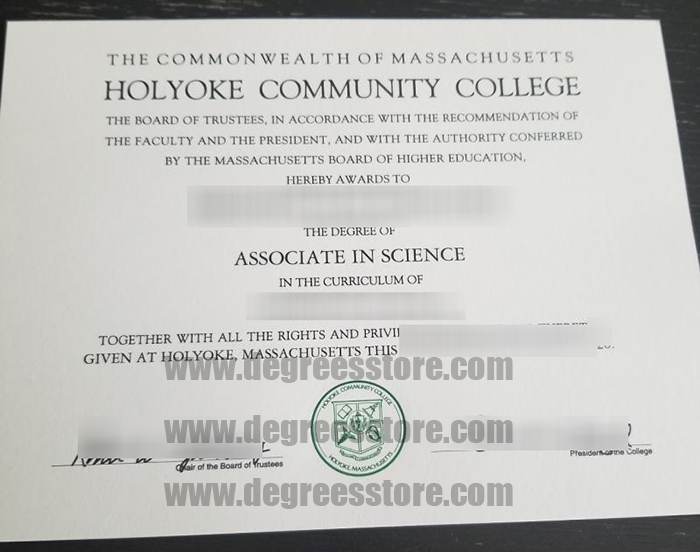 THE COMMONWEALTH OF MASSACHUSETTS
HOLYOKE COMMUNITY COLLEGE
THE BOARD OF TRUSTEES, IN ACCORDANCE WITH THE RECOMMENDATION OF
THE FACULTY AND THE PRESIDENT, AND WITH THE AUTHORITY CONFERRED
BY THE MASSACHUSETTS BOARD OF HIGHER EDUCATION,
HEREBY AWARDS TO
THE DEGREE OF
ASSOCIATE IN SCIENCE
IN THE CURRICULUM OF
TOGETHER WITH ALL THE RIGHTS AND
GIVEN AT HOLYOKE, MASSACHUSETTS THIS
www.degreesstore.com
HOLYOKE COMMUNITY COLLEGE
www.degreesstore.com
HOLYOKE, MASSACHUSETTS
Chair of the Board of Trustees
President of the College
www.degreesstore.com